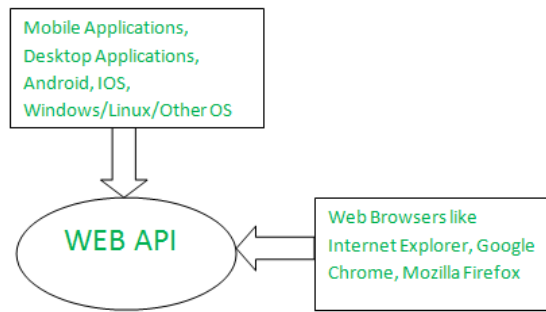 Mobile Applications,
Desktop Applications,
Android, IOS,
Windows/Linux/Other OS
WEB API
Web Browsers like
Internet Explorer, Google
Chrome, Mozilla Firefox